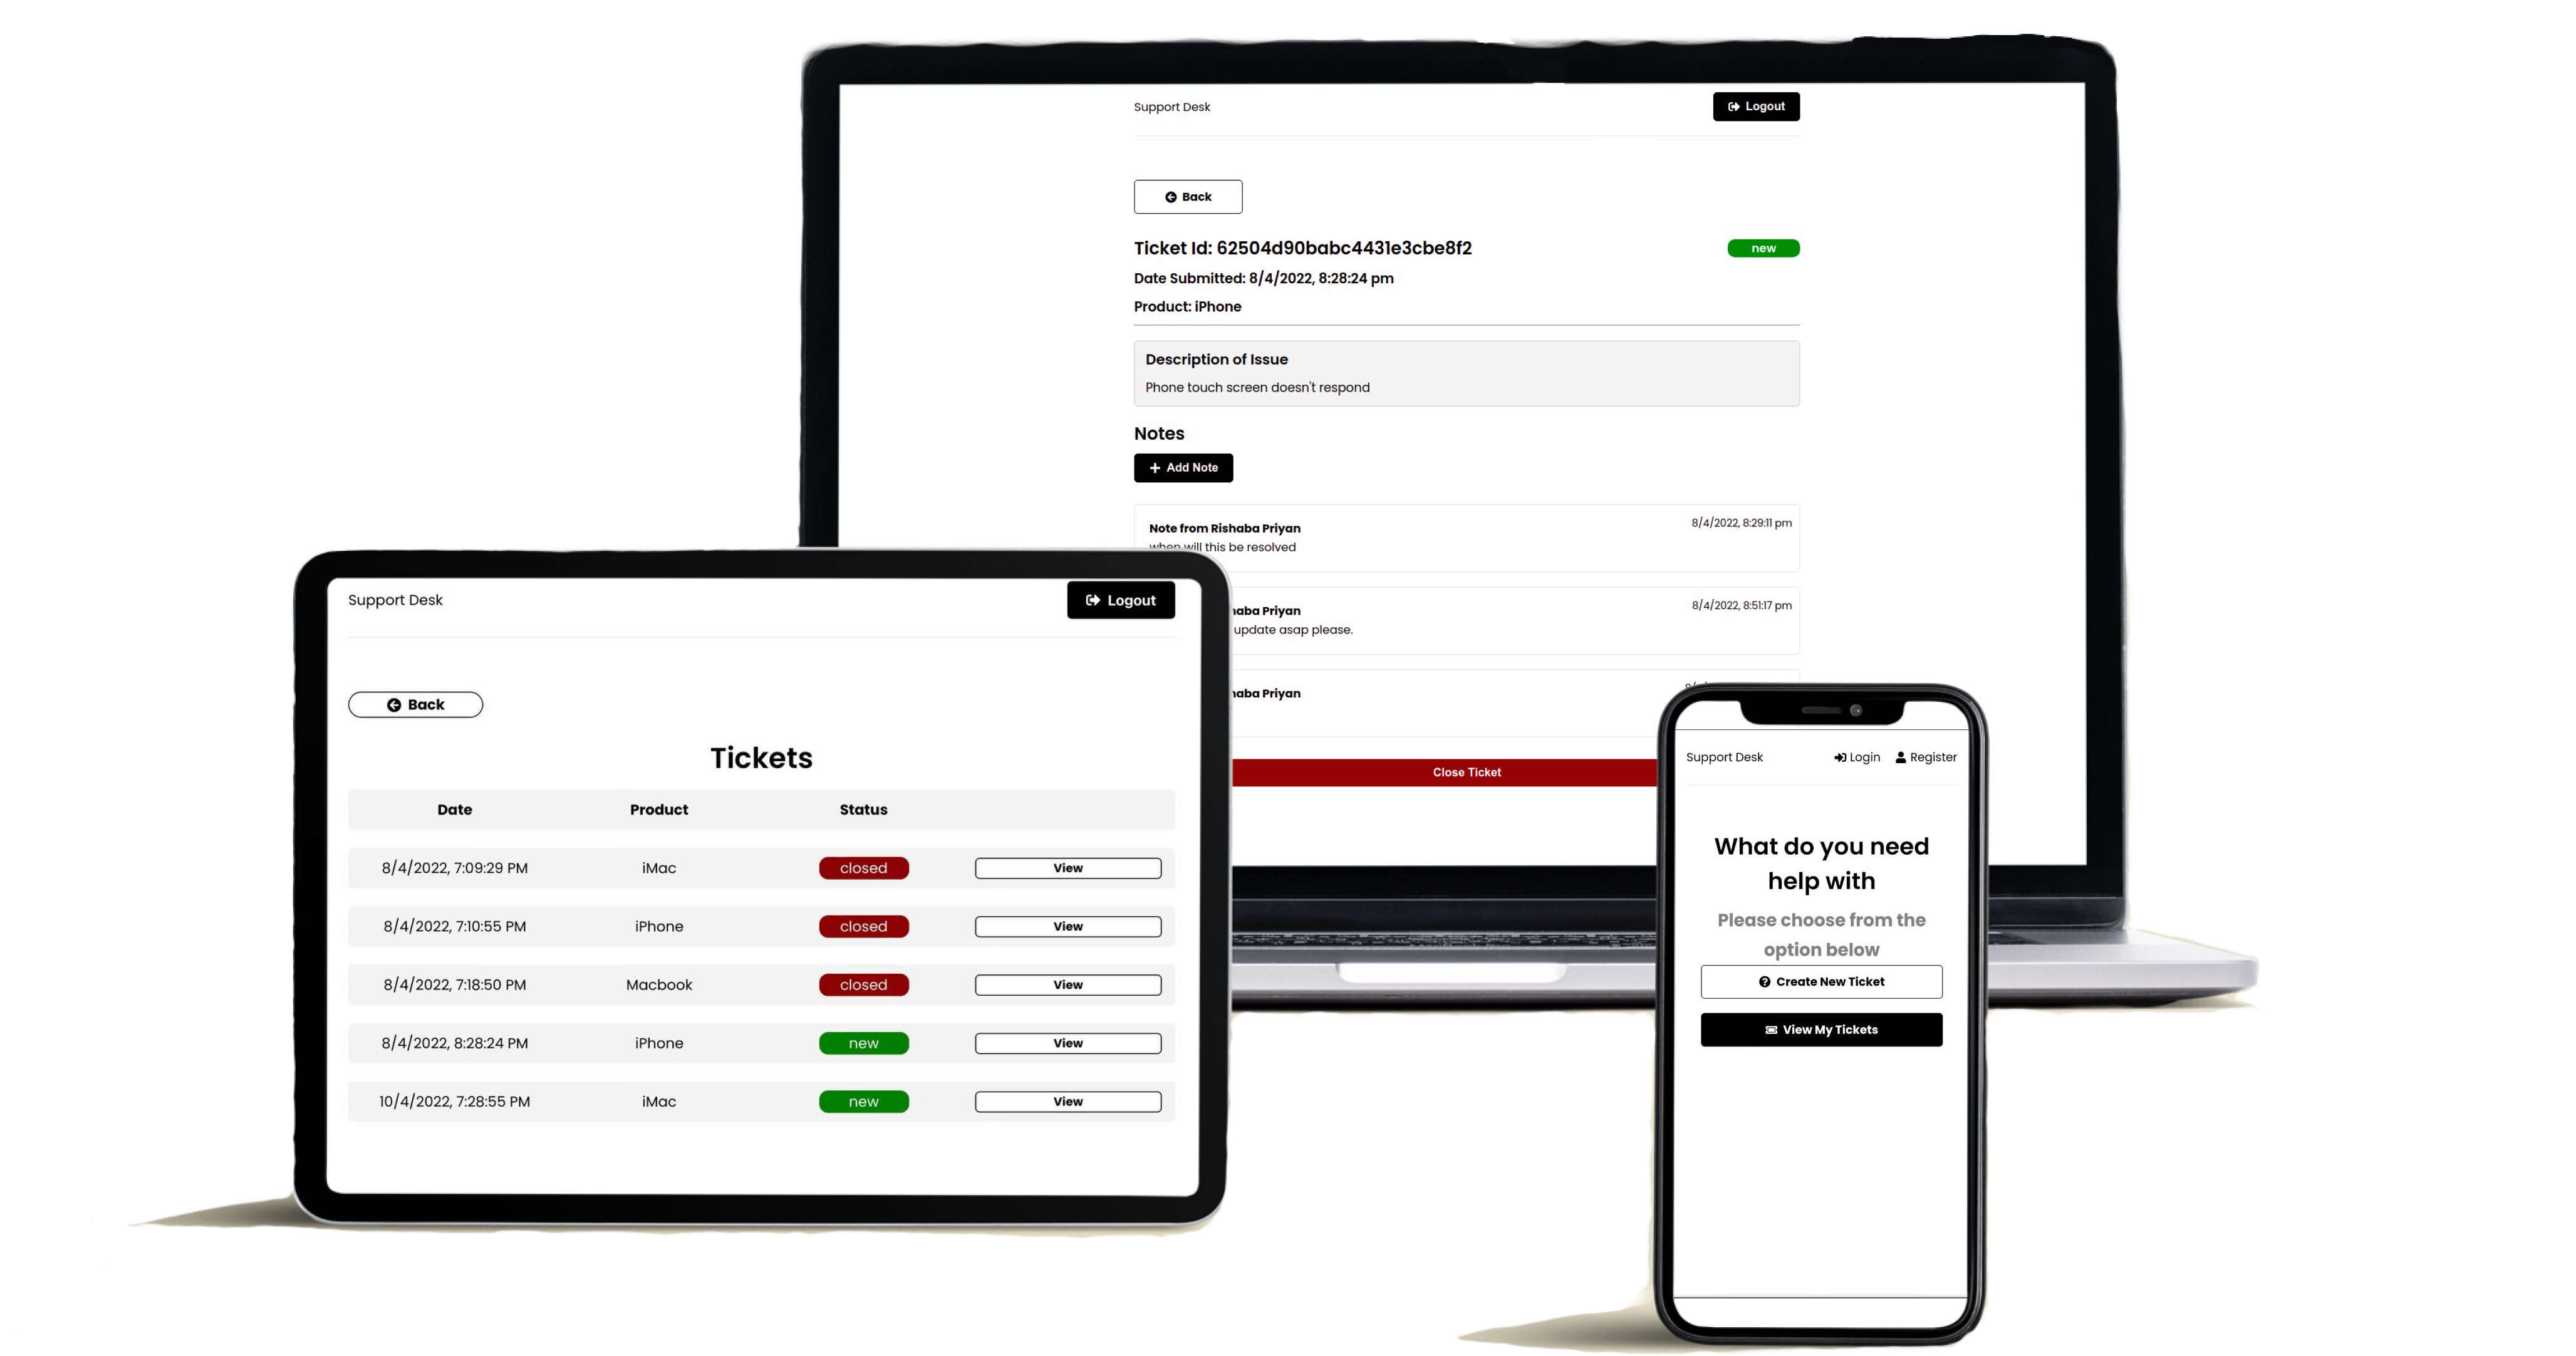 Support Desk
Logout
Back
Ticket Id: 62504d90babc4431e3cbe8f2
new
Date Submitted: 8/4/2022, 8:28:24 pm
Product: iPhone
Description of Issue
Phone touch screen doesn't respond
Notes
Add Note
Note from Rishaba Priyan
8/4/2022, 8:29:11 pm
when will this be resolved
Priyan
8/4/2022, 8:51:17 pm
update asap please.
Priyan
Close Ticket
Support Desk
Logout
Back
Tickets
Date Product Status
8/4/2022, 7:09:29 PM iMac closed View
8/4/2022, 7:10:55 PM iPhone closed View
8/4/2022, 7:18:50 PM Macbook closed View
8/4/2022, 8:28:24 PM iPhone new View
10/4/2022, 7:28:55 PM iMac new View
Support Desk Login Register
What do you need
help with
Please choose from the
option below
Create New Ticket
View My Tickets